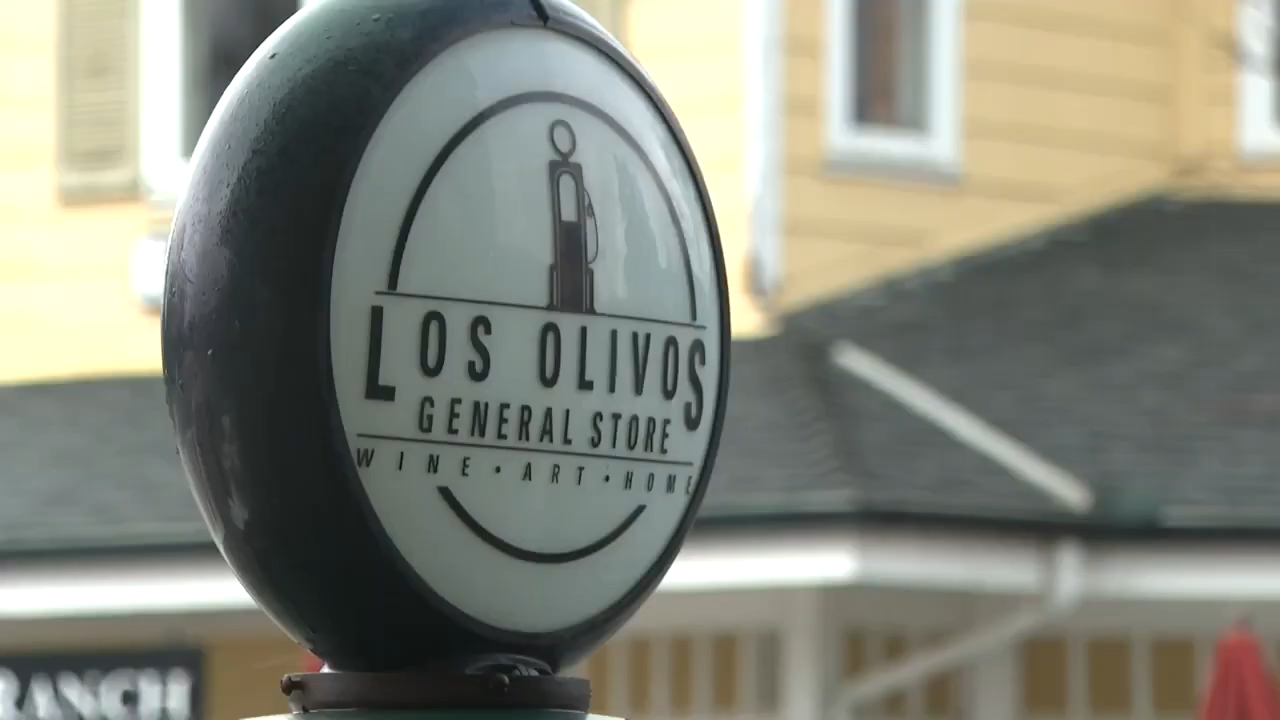 LOS OLIVOS
GENERAL STORE
WINE • ART • HOME
RANCH